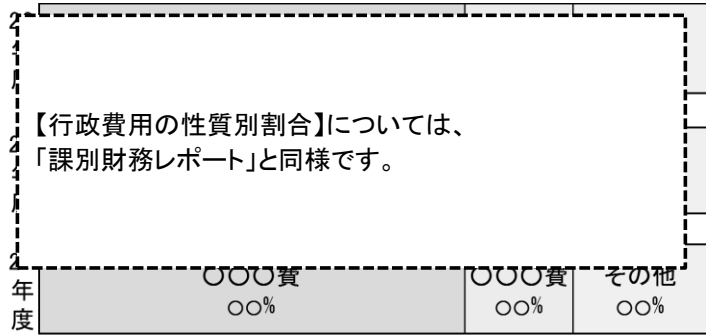 【行政費用の性質別割合】については、
「課別財務レポート」と同様です。
年
度
〇〇〇費
〇〇%
〇〇〇費
〇〇%
その他
〇〇%